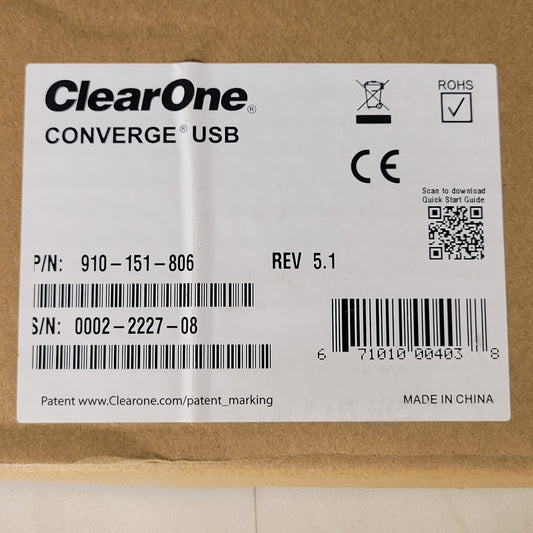 ClearOne®
CONVERGE® USB
ROHS
CE
Scan to download
Quick Start Guide
P/N: 910-151-806
REV 5.1
S/N: 0002-2227-08
6 71010 00403 8
Patent www.Clearone.com/patent_marking
MADE IN CHINA